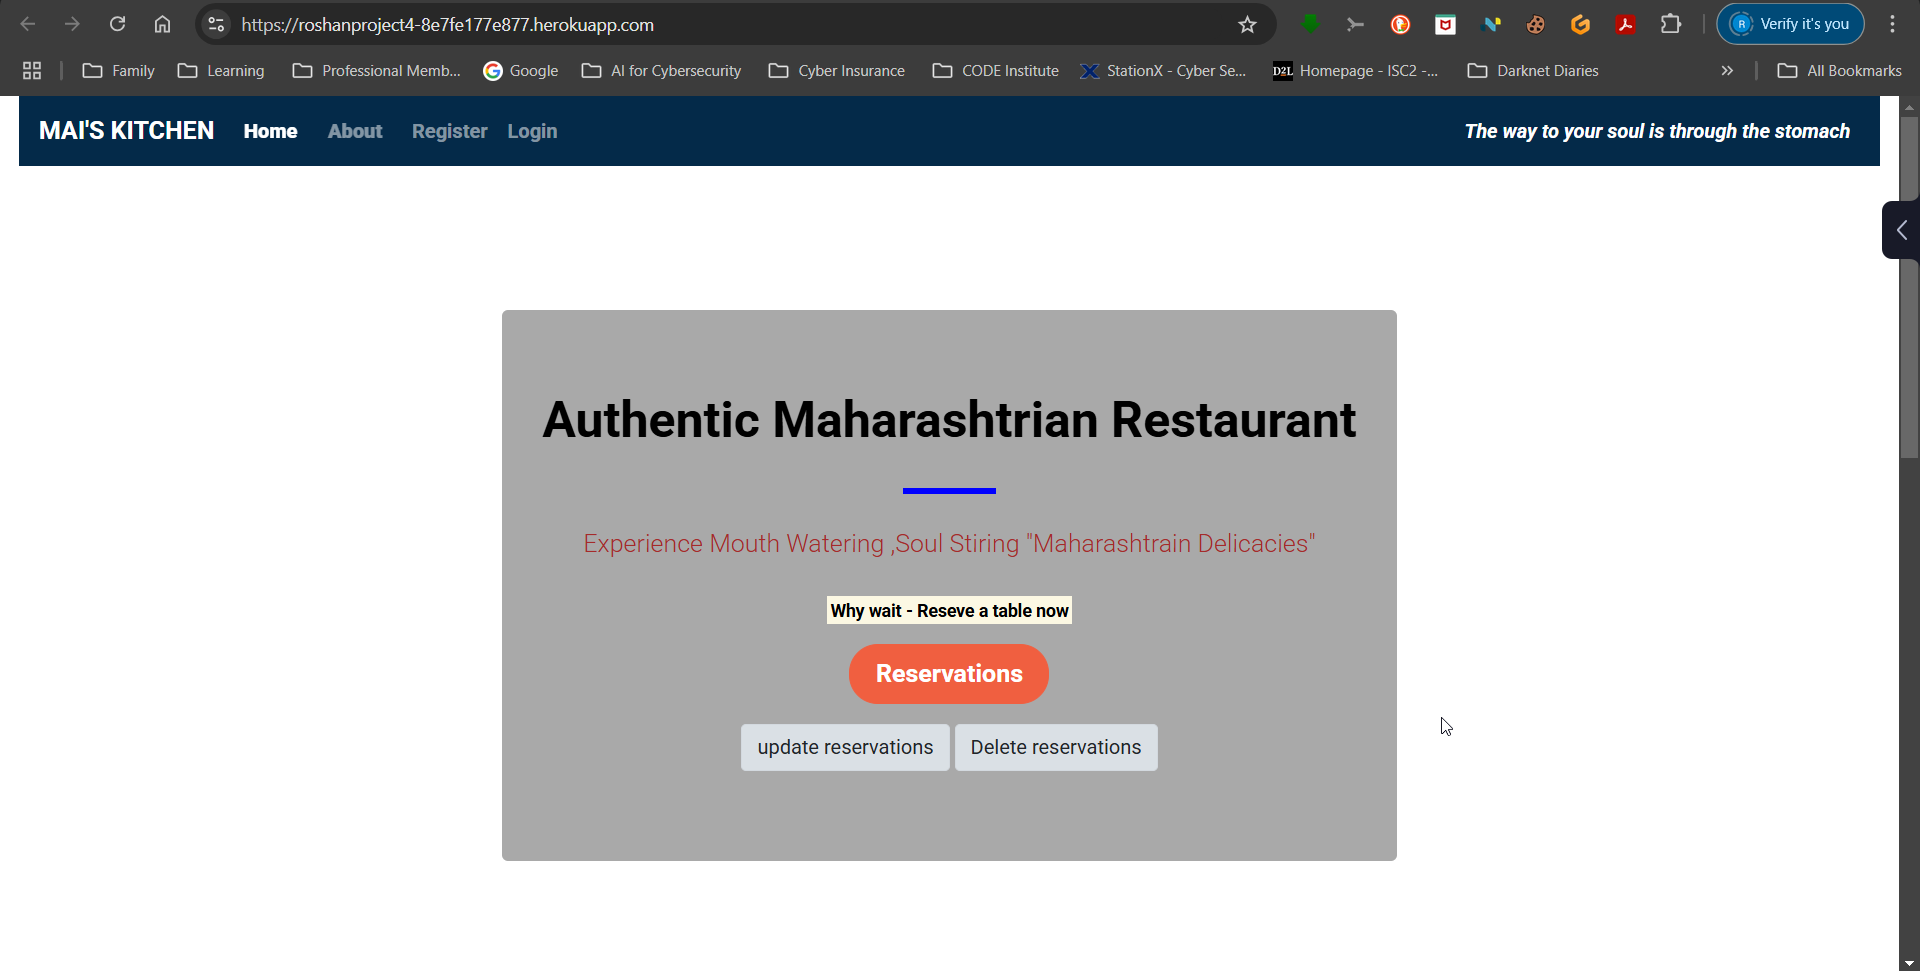 https://roshanproject4-8e7fe177e877.herokuapp.com
R Verify it's you
Family Learning Professional Memb... Google AI for Cybersecurity Cyber Insurance CODE Institute StationX - Cyber Se... D2L Homepage - ISC2 -... Darknet Diaries » All Bookmarks
MAI'S KITCHEN Home About Register Login The way to your soul is through the stomach
Authentic Maharashtrian Restaurant
Experience Mouth Watering ,Soul Stiring "Maharashtrain Delicacies"
Why wait - Reseve a table now
Reservations
update reservations Delete reservations